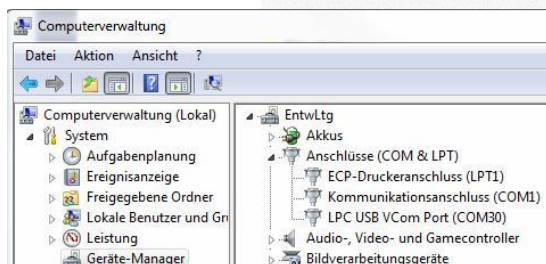 Computerverwaltung
Datei Aktion Ansicht ?
Computerverwaltung (Lokal)
System
Aufgabenplanung
Ereignisanzeige
Freigegebene Ordner
Lokale Benutzer und Gru
Leistung
Geräte-Manager
EntwLtg
Akkus
Anschlüsse (COM & LPT)
ECP-Druckeranschluss (LPT1)
Kommunikationsanschluss (COM1)
LPC USB VCom Port (COM30)
Audio-, Video- und Gamecontroller
Bildverarbeitungsgeräte